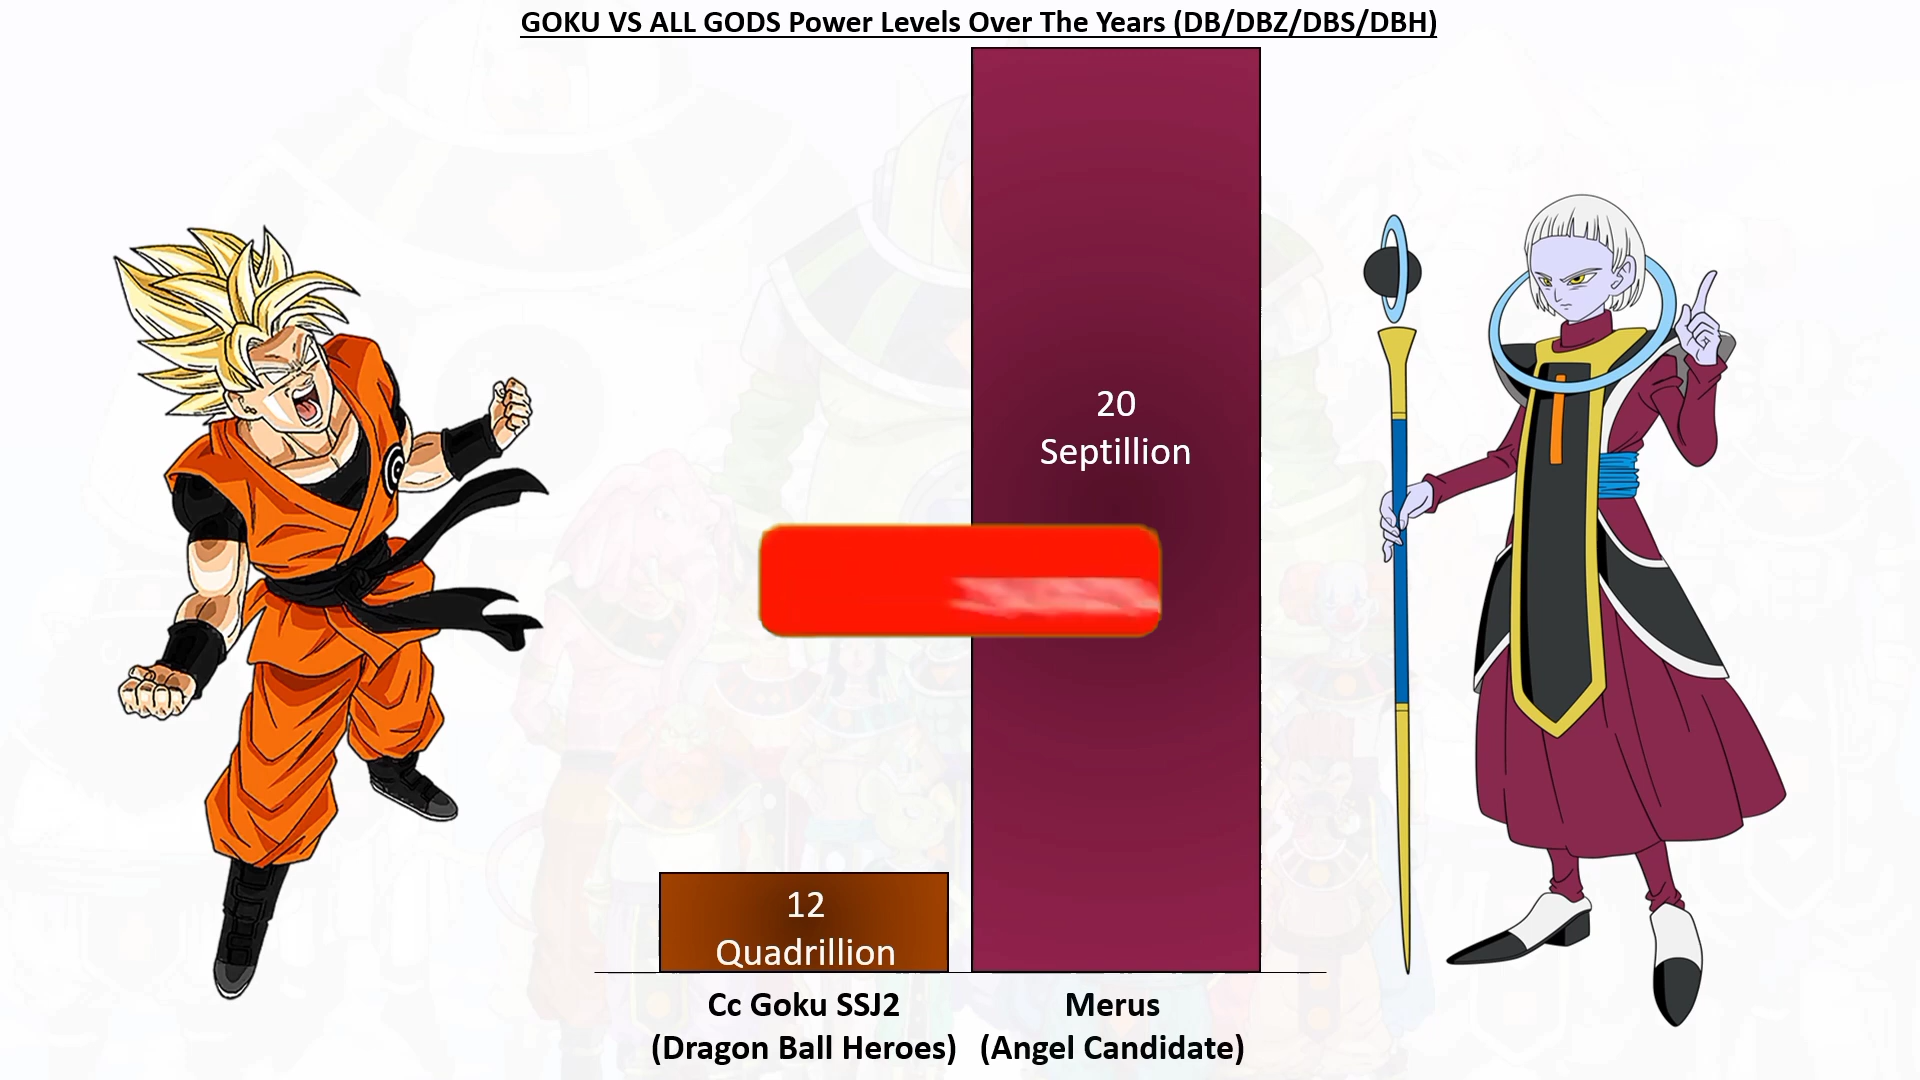 GOKU VS ALL GODS Power Levels Over The Years (DB/DBZ/DBS/DBH)
20
Septillion
12
Quadrillion
Cc Goku SSJ2
(Dragon Ball Heroes)
Merus
(Angel Candidate)